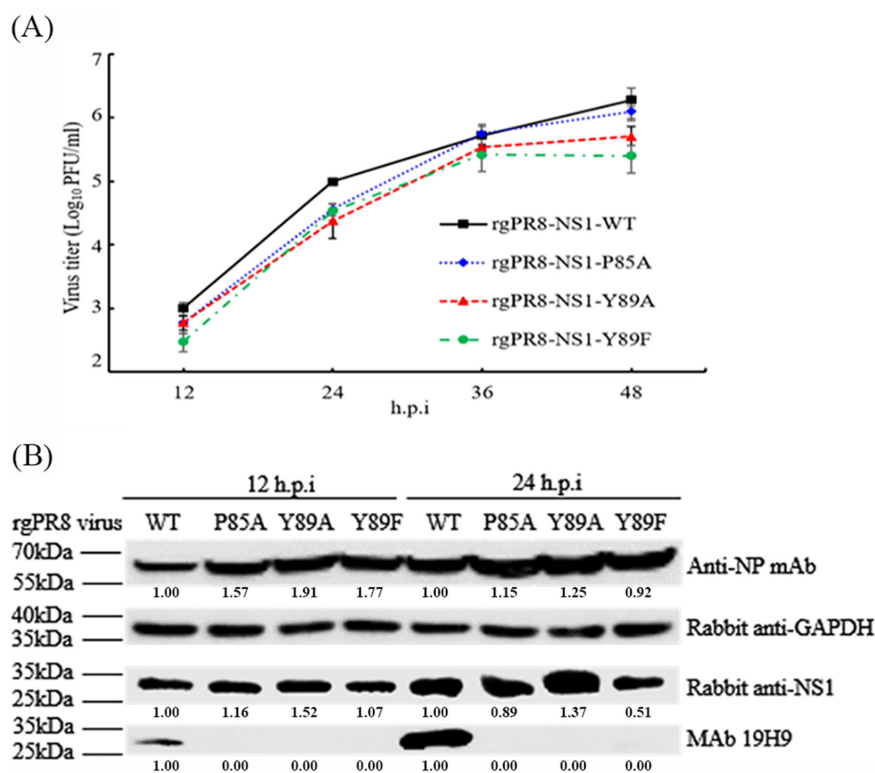 (A)
7
6
5
4
3
2
Virus titer (Log10 PFU/ml)
rgPR8-NS1-WT
rgPR8-NS1-P85A
rgPR8-NS1-Y89A
rgPR8-NS1-Y89F
12 24 36 48
h.p.i
(B)
12 h.p.i 24 h.p.i
rgPR8 virus WT P85A Y89A Y89F WT P85A Y89A Y89F
70kDa
55kDa
Anti-NP mAb
1.00 1.57 1.91 1.77 1.00 1.15 1.25 0.92
40kDa
35kDa
Rabbit anti-GAPDH
35kDa
25kDa
Rabbit anti-NS1
1.00 1.16 1.52 1.07 1.00 0.89 1.37 0.51
35kDa
25kDa
MAb 19H9
1.00 0.00 0.00 0.00 1.00 0.00 0.00 0.00